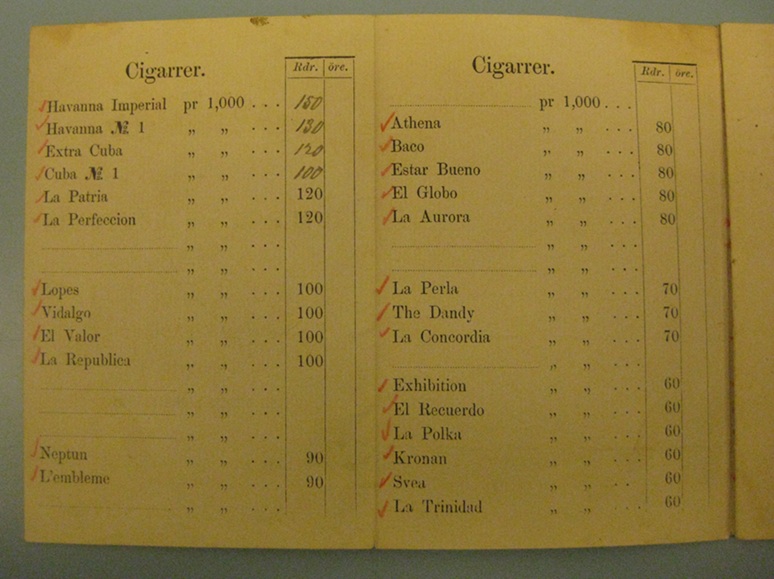 Cigarrer.
Rdr. öre.
Havanna Imperial pr 1,000 . . . 150
Havanna № 1 „ „ . . . 130
Extra Cuba „ „ . . . 120
Cuba № 1 „ „ . . . 100
La Patria „ „ . . . 120
La Perfeccion „ „ . . . 120
„ „ . . .
„ „ . . .
Lopes „ „ . . . 100
Vidalgo „ „ . . . 100
El Valor „ „ . . . 100
La Republica „ „ . . . 100
„ „ . . .
„ „ . . .
„ „ . . .
Neptun „ „ . . . 90
L'embleme „ „ . . . 90
„ „ . . .
Cigarrer.
Rdr. öre.
pr 1,000 . . .
Athena „ „ . . . 80
Baco „ „ . . . 80
Estar Bueno „ „ . . . 80
El Globo „ „ . . . 80
La Aurora „ „ . . . 80
„ „ . . .
„ „ . . .
La Perla „ „ . . . 70
The Dandy „ „ . . . 70
La Concordia „ „ . . . 70
„ „ . . .
Exhibition „ „ . . . 60
El Recuerdo „ „ . . . 60
La Polka „ „ . . . 60
Kronan „ „ . . . 60
Svea „ „ . . 60
La Trinidad „ „ . . . 60